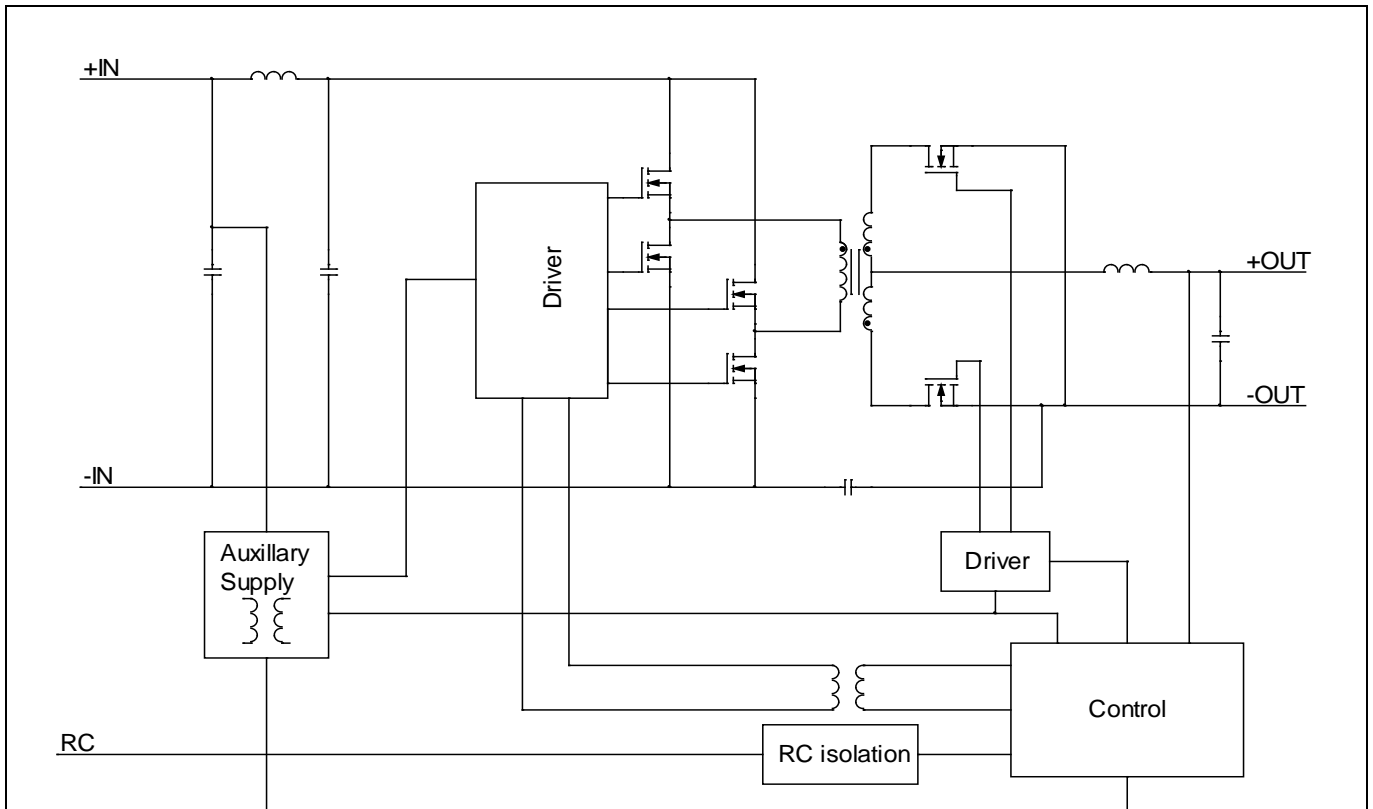 +IN
Driver
+OUT
-OUT
-IN
Auxillary
Supply
Driver
Control
RC
RC isolation